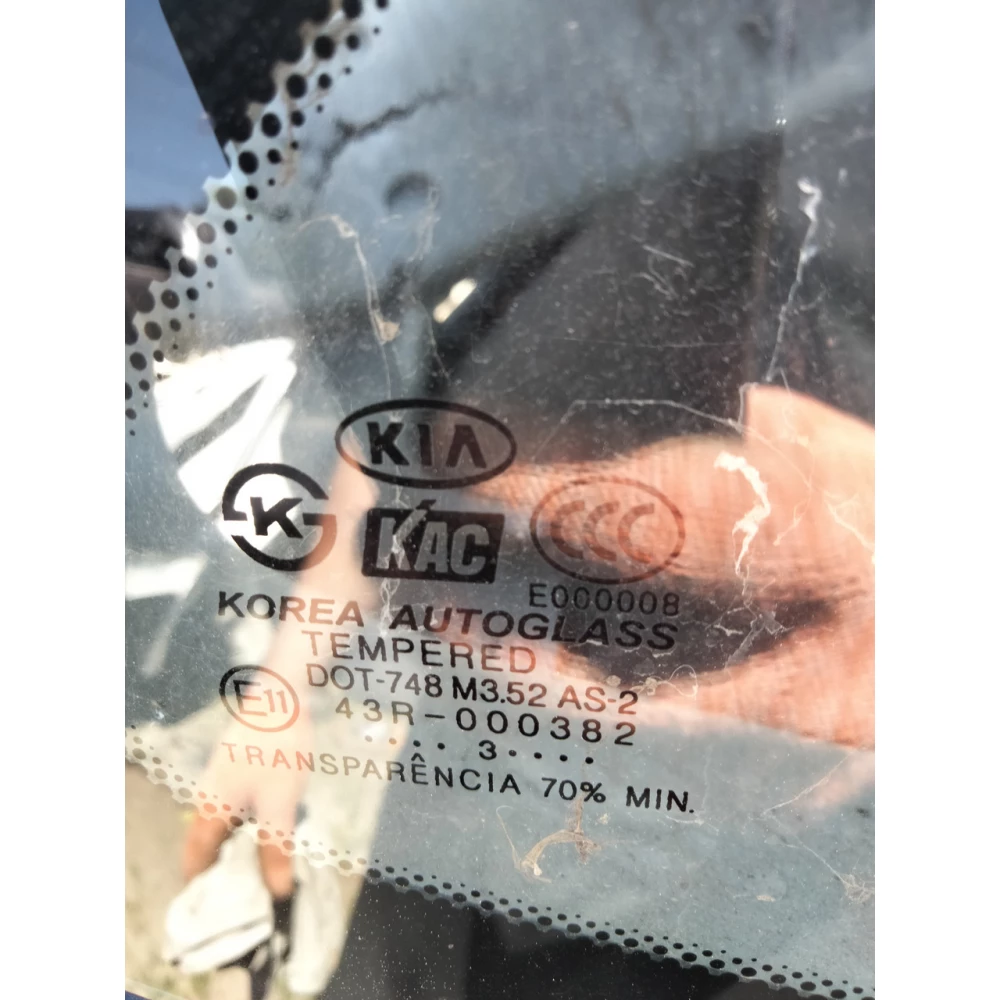 KIA
K
KAC
CCC
E000008
KOREA AUTOGLASS
TEMPERED
DOT-748 M3.52 AS-2
E11
43R-000382
.... 3 ....
TRANSPARÊNCIA 70% MIN.